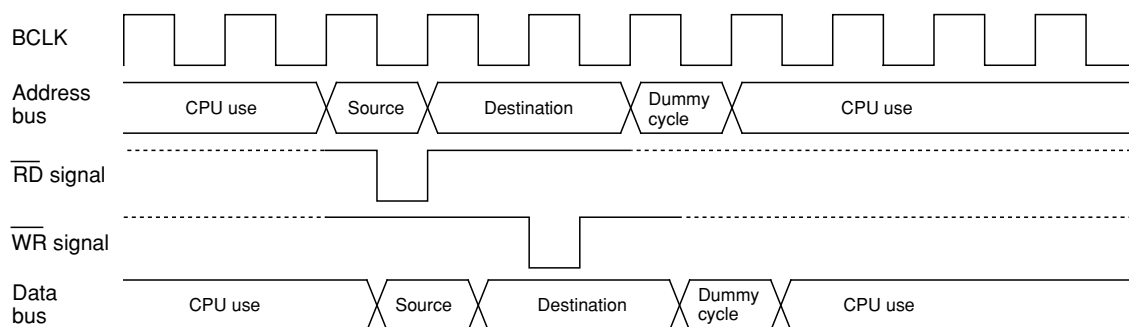 BCLK
Address
bus
CPU use
Source
Destination
Dummy
cycle
CPU use
RD signal
WR signal
Data
bus
CPU use
Source
Destination
Dummy
cycle
CPU use